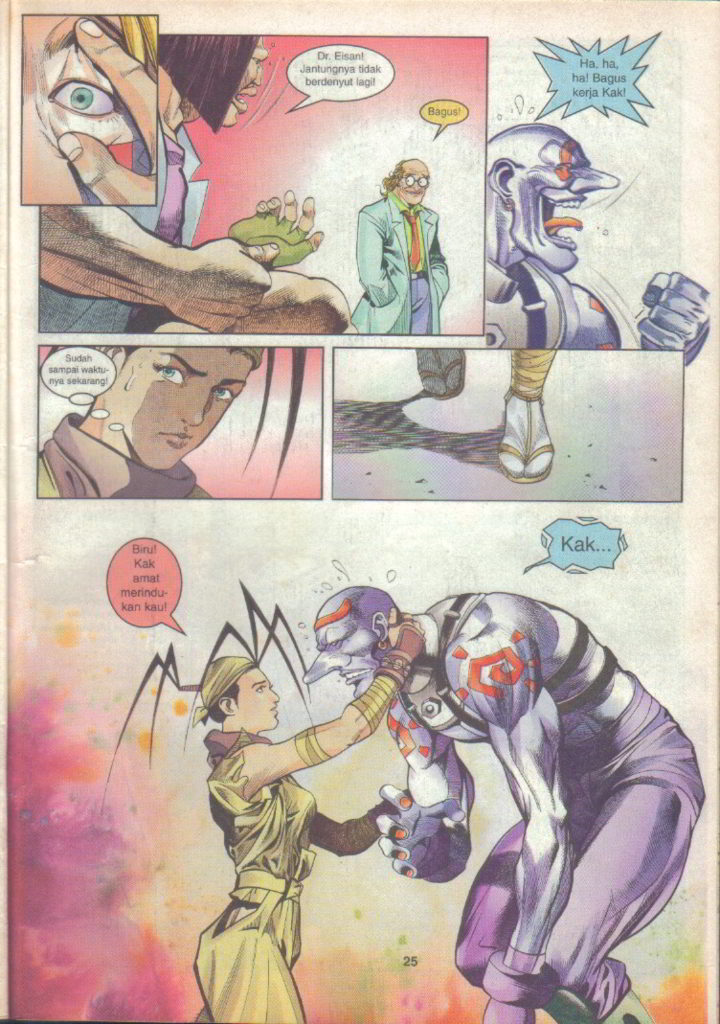 Dr. Eisan!
Jantungnya tidak
berdenyut lagi!
Bagus!
Ha, ha,
ha! Bagus
kerja Kak!
Sudah
sampai waktu-
nya sekarang!
Biru!
Kak
amat
merindu-
kan kau!
Kak...
25